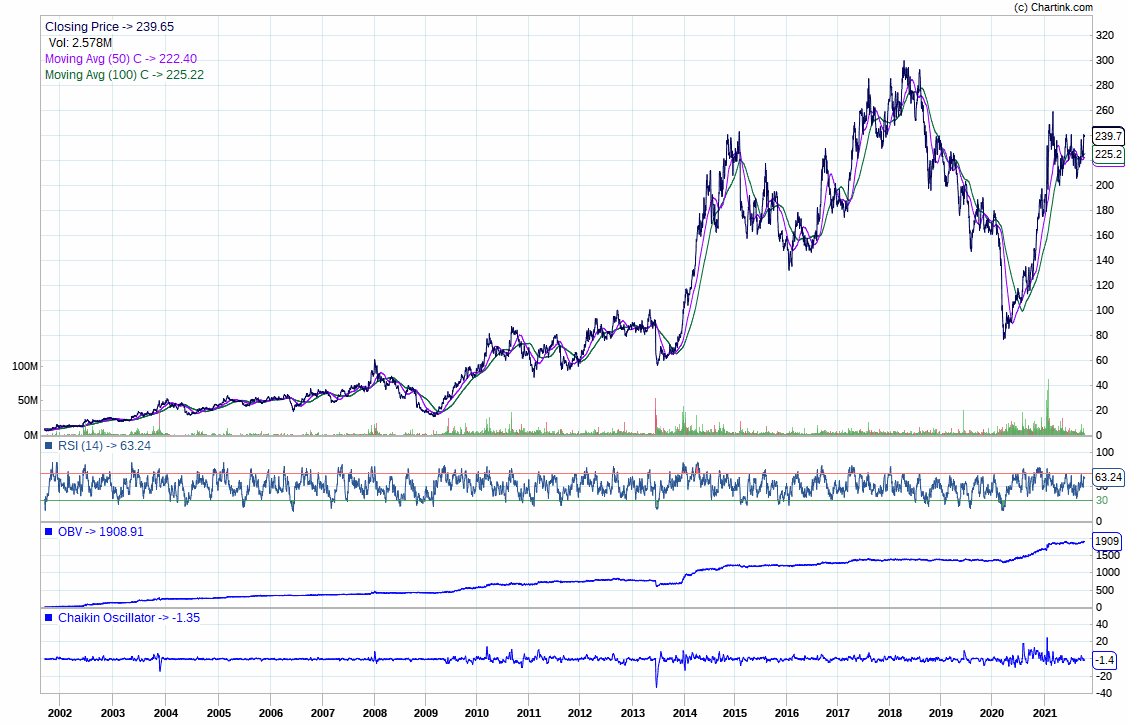 (c) Chartink.com
Closing Price -> 239.65
Vol: 2.578M
Moving Avg (50) C -> 222.40
Moving Avg (100) C -> 225.22
320
300
280
260
239.7
225.2
200
180
160
140
120
100
80
60
40
20
0
100M
50M
0M
RSI (14) -> 63.24
100
63.24
30
0
OBV -> 1908.91
1909
1500
1000
500
0
Chaikin Oscillator -> -1.35
40
20
-1.4
-20
-40
2002 2003 2004 2005 2006 2007 2008 2009 2010 2011 2012 2013 2014 2015 2016 2017 2018 2019 2020 2021